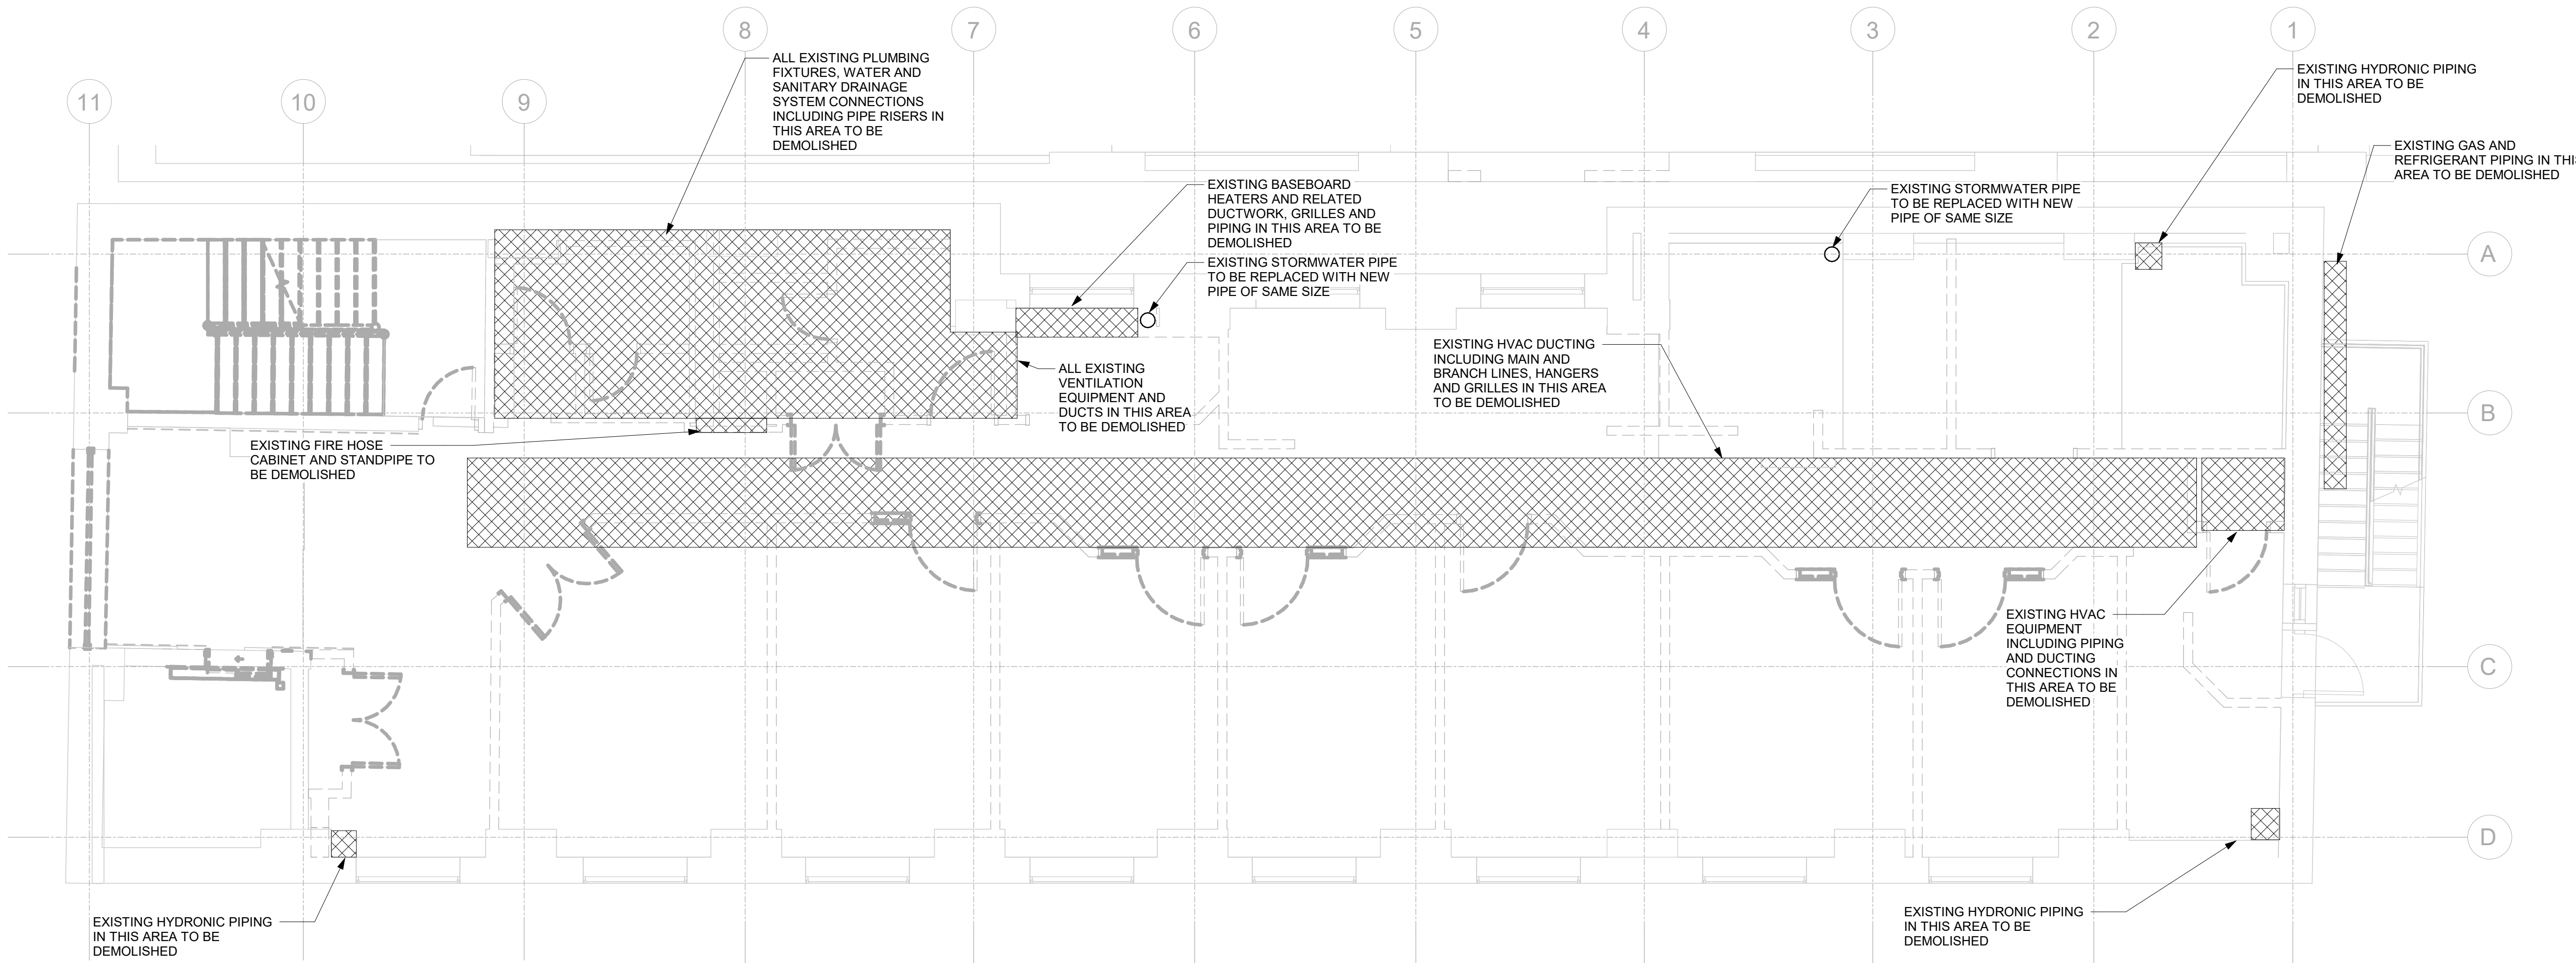 8
7
6
5
4
3
2
1
11
10
9
ALL EXISTING PLUMBING
FIXTURES, WATER AND
SANITARY DRAINAGE
SYSTEM CONNECTIONS
INCLUDING PIPE RISERS IN
THIS AREA TO BE
DEMOLISHED
EXISTING HYDRONIC PIPING
IN THIS AREA TO BE
DEMOLISHED
EXISTING GAS AND
REFRIGERANT PIPING IN THI
AREA TO BE DEMOLISHED
EXISTING BASEBOARD
HEATERS AND RELATED
DUCTWORK, GRILLES AND
PIPING IN THIS AREA TO BE
DEMOLISHED
EXISTING STORMWATER PIPE
TO BE REPLACED WITH NEW
PIPE OF SAME SIZE
EXISTING STORMWATER PIPE
TO BE REPLACED WITH NEW
PIPE OF SAME SIZE
A
EXISTING HVAC DUCTING
INCLUDING MAIN AND
BRANCH LINES, HANGERS
AND GRILLES IN THIS AREA
TO BE DEMOLISHED
ALL EXISTING
VENTILATION
EQUIPMENT AND
DUCTS IN THIS AREA
TO BE DEMOLISHED
B
EXISTING FIRE HOSE
CABINET AND STANDPIPE TO
BE DEMOLISHED
EXISTING HVAC
EQUIPMENT
INCLUDING PIPING
AND DUCTING
CONNECTIONS IN
THIS AREA TO BE
DEMOLISHED
C
D
EXISTING HYDRONIC PIPING
IN THIS AREA TO BE
DEMOLISHED
EXISTING HYDRONIC PIPING
IN THIS AREA TO BE
DEMOLISHED